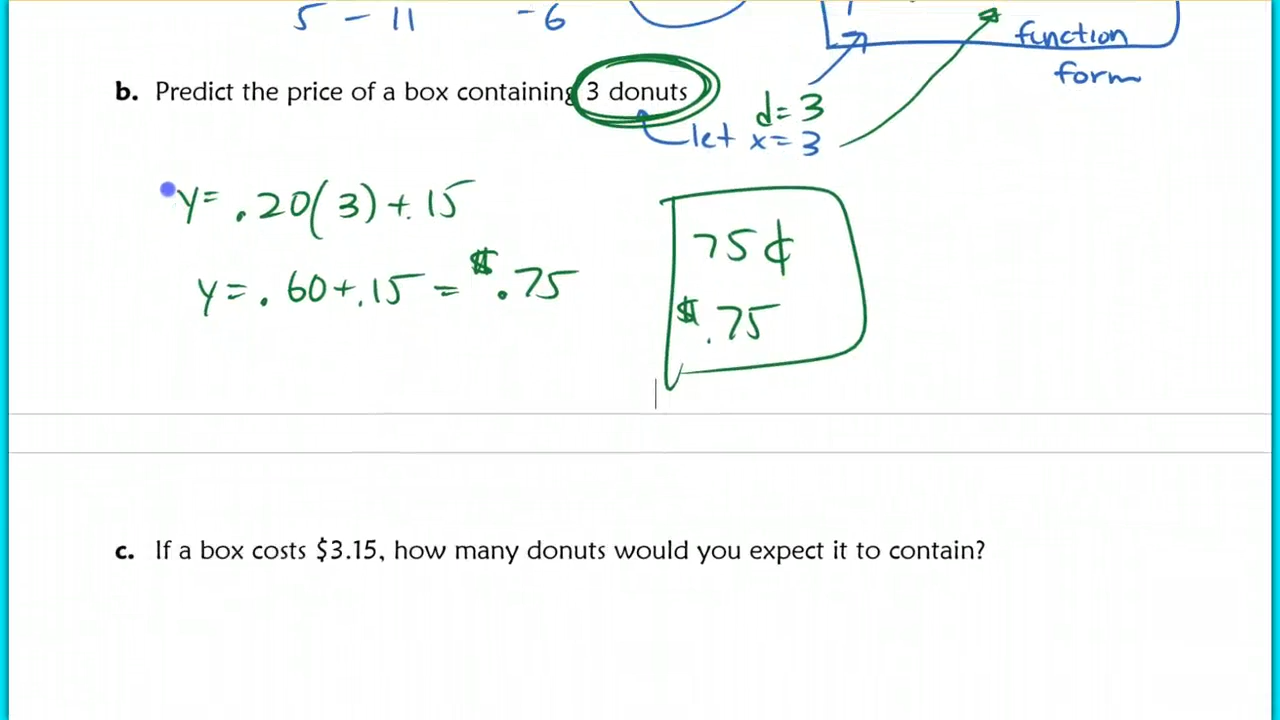 5 - 11 -6
function
form
b. Predict the price of a box containing 3 donuts
d=3
let x=3
y= .20(3)+.15
y=.60+.15 = $.75
75¢
$.75
c. If a box costs $3.15, how many donuts would you expect it to contain?